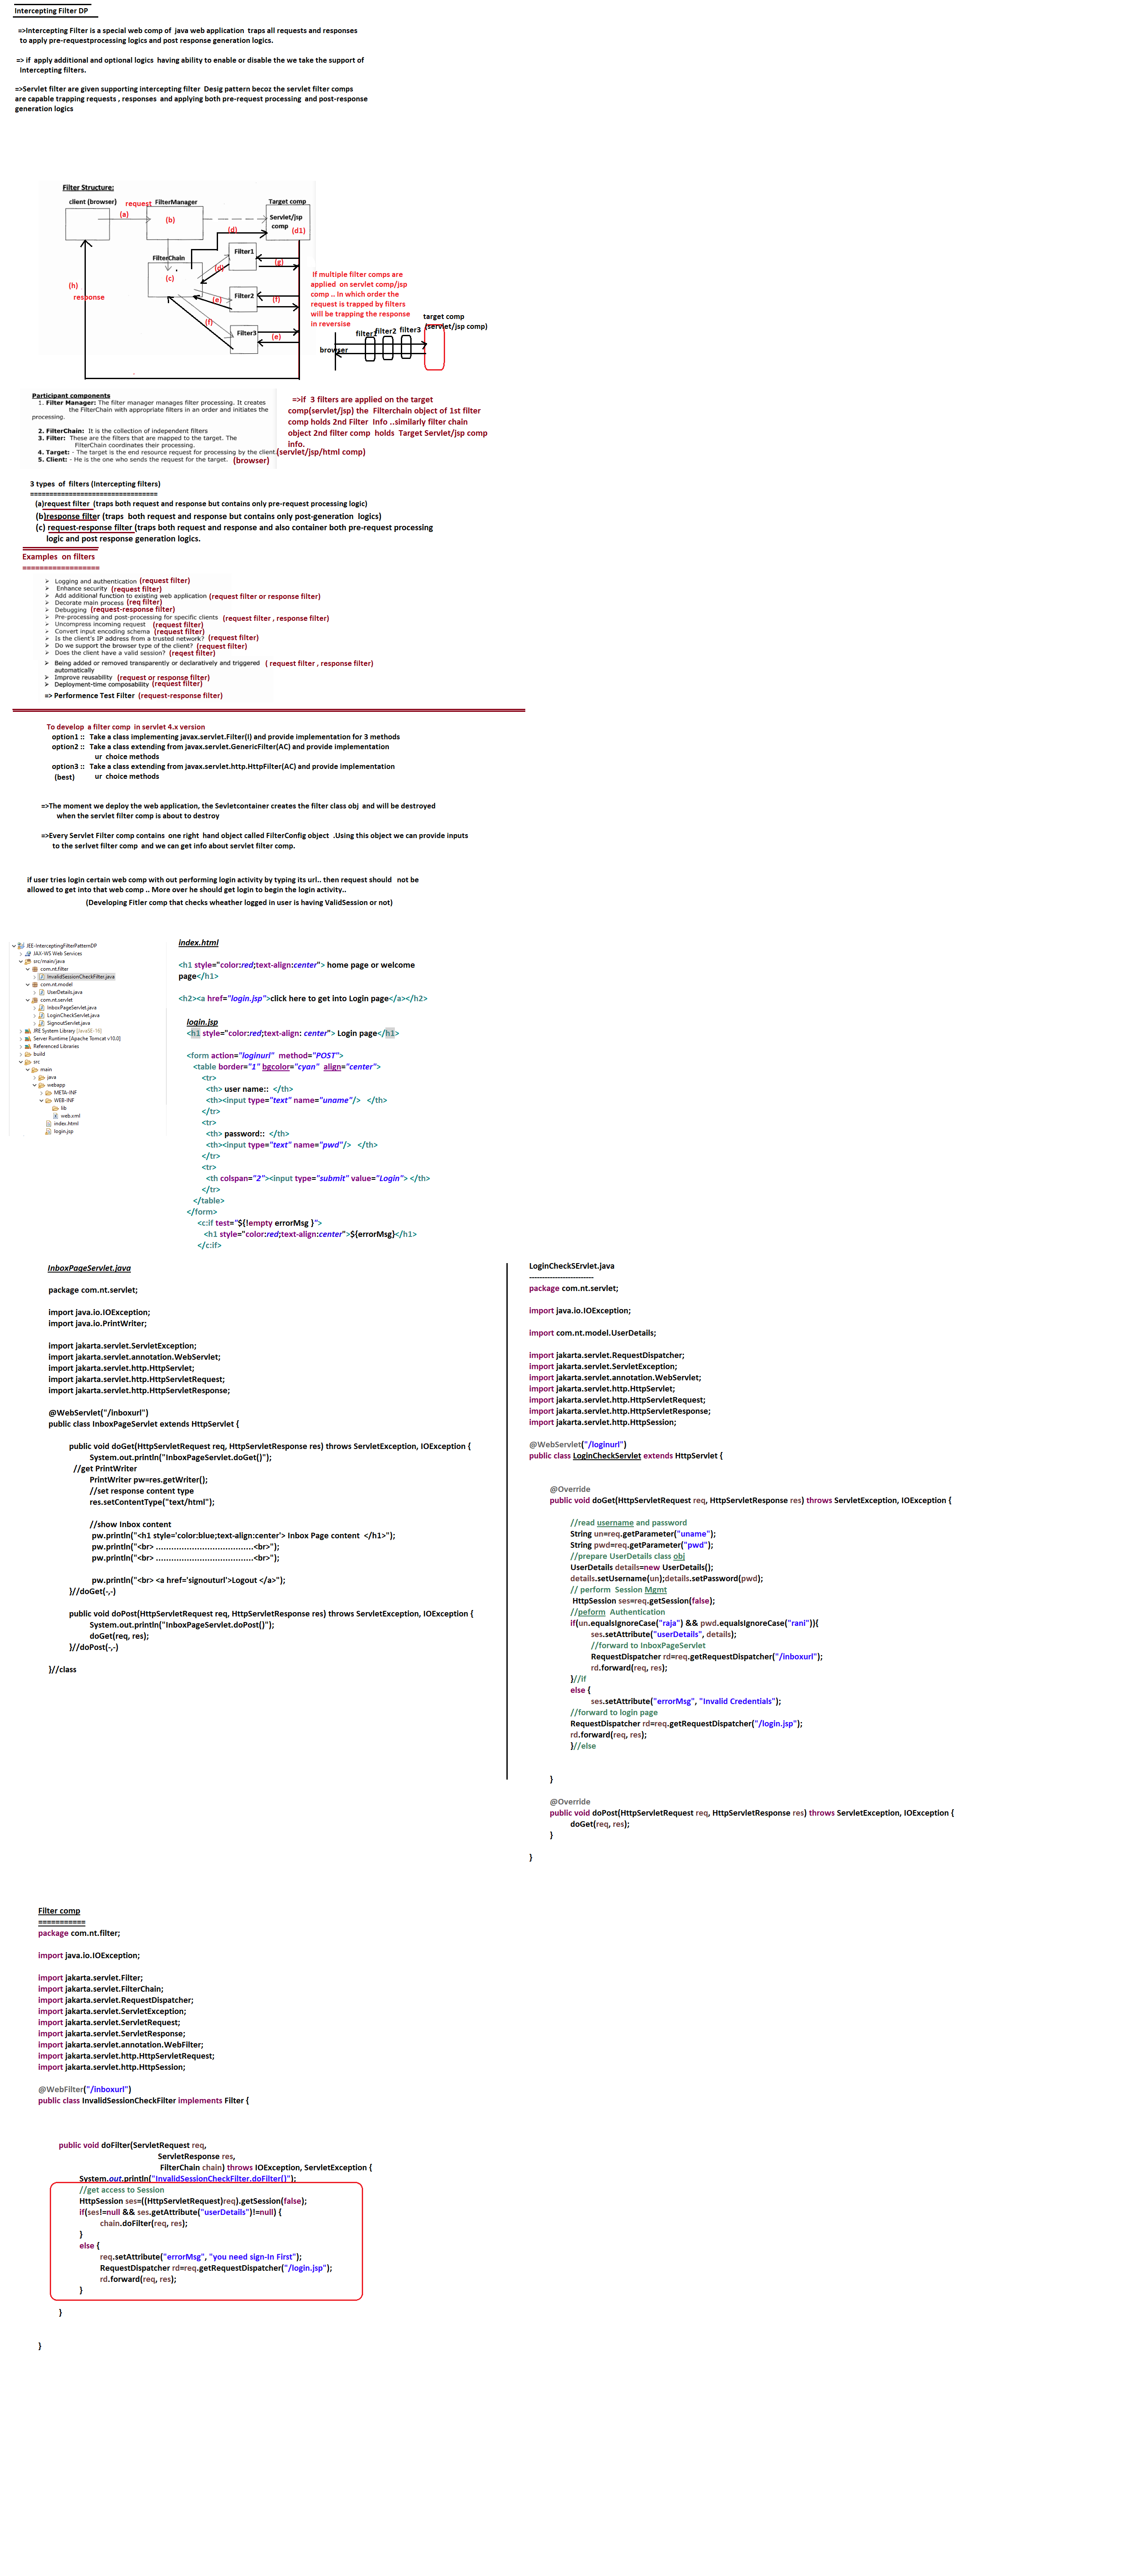 Intercepting Filter DP
=>Intercepting Filter is a special web comp of java web application traps all requests and responses
to apply pre-requestprocessing logics and post response generation logics.
=> if apply additional and optional logics having ability to enable or disable the we take the support of
Intercepting filters.
=>Servlet filter are given supporting intercepting filter Desig pattern becoz the servlet filter comps
are capable trapping requests , responses and applying both pre-request processing and post-response
generation logics
Filter Structure:
client (browser)
request
FilterManager
Target comp
(a)
(b)
Servlet/jsp
comp
(d1)
(d)
FilterChain
Filter1
(c)
(d)
(g)
(h)
response
Filter2
(e)
(f)
(f)
Filter3
(e)
If multiple filter comps are
applied on servlet comp/jsp
comp .. In which order the
request is trapped by filters
will be trapping the response
in reversise
target comp
(servlet/jsp comp)
filter1
filter2
filter3
browser
Participant components
1. Filter Manager: The filter manager manages filter processing. It creates
the FilterChain with appropriate filters in an order and initiates the
processing.
2. FilterChain: It is the collection of independent filters
3. Filter: These are the filters that are mapped to the target. The
FilterChain coordinates their processing.
4. Target: - The target is the end resource request for processing by the client.(servlet/jsp/html comp)
5. Client: - He is the one who sends the request for the target. (browser)
=>if 3 filters are applied on the target
comp(servlet/jsp) the Filterchain object of 1st filter
comp holds 2nd Filter Info ..similarly filter chain
object 2nd filter comp holds Target Servlet/jsp comp
info.
3 types of filters (Intercepting filters)
=================================
(a)request filter (traps both request and response but contains only pre-request processing logic)
(b)response filter (traps both request and response but contains only post-generation logics)
(c) request-response filter (traps both request and response and also container both pre-request processing
logic and post response generation logics.
Examples on filters
==================
➢ Logging and authentication (request filter)
➢ Enhance security (request filter)
➢ Add additional function to existing web application (request filter or response filter)
➢ Decorate main process (req filter)
➢ Debugging (request-response filter)
➢ Pre-processing and post-processing for specific clients (request filter , response filter)
➢ Uncompress incoming request (request filter)
➢ Convert input encoding schema (request filter)
➢ Is the client's IP address from a trusted network? (request filter)
➢ Do we support the browser type of the client? (request filter)
➢ Does the client have a valid session? (reqest filter)
➢ Being added or removed transparently or declaratively and triggered ( request filter , response filter)
automatically
➢ Improve reusability (request or response filter)
➢ Deployment-time composability (request filter)
=> Performence Test Filter (request-response filter)
To develop a filter comp in servlet 4.x version
option1 :: Take a class implementing javax.servlet.Filter(I) and provide implementation for 3 methods
option2 :: Take a class extending from javax.servlet.GenericFilter(AC) and provide implementation
ur choice methods
option3 :: Take a class extending from javax.servlet.http.HttpFilter(AC) and provide implementation
(best) ur choice methods
=>The moment we deploy the web application, the Sevletcontainer creates the filter class obj and will be destroyed
when the servlet filter comp is about to destroy
=>Every Servlet Filter comp contains one right hand object called FilterConfig object .Using this object we can provide inputs
to the serlvet filter comp and we can get info about servlet filter comp.
if user tries login certain web comp with out performing login activity by typing its url.. then request should not be
allowed to get into that web comp .. More over he should get login to begin the login activity..
(Developing Fitler comp that checks wheather logged in user is having ValidSession or not)
JEE-InterceptingFilterPatternDP
JAX-WS Web Services
src/main/java
com.nt.filter
InvalidSessionCheckFilter.java
com.nt.model
UserDetails.java
com.nt.servlet
InboxPageServlet.java
LoginCheckServlet.java
SignoutServlet.java
JRE System Library [JavaSE-16]
Server Runtime [Apache Tomcat v10.0]
Referenced Libraries
build
src
main
java
webapp
META-INF
WEB-INF
lib
web.xml
index.html
login.jsp
index.html
<h1 style="color:red;text-align:center"> home page or welcome
page</h1>
<h2><a href="login.jsp">click here to get into Login page</a></h2>
login.jsp
<h1 style="color:red;text-align: center"> Login page</h1>
<form action="loginurl" method="POST">
<table border="1" bgcolor="cyan" align="center">
<tr>
<th> user name:: </th>
<th><input type="text" name="uname"/> </th>
</tr>
<tr>
<th> password:: </th>
<th><input type="text" name="pwd"/> </th>
</tr>
<tr>
<th colspan="2"><input type="submit" value="Login"> </th>
</tr>
</table>
</form>
<c:if test="${!empty errorMsg }">
<h1 style="color:red;text-align:center">${errorMsg}</h1>
</c:if>
InboxPageServlet.java
package com.nt.servlet;
import java.io.IOException;
import java.io.PrintWriter;
import jakarta.servlet.ServletException;
import jakarta.servlet.annotation.WebServlet;
import jakarta.servlet.http.HttpServlet;
import jakarta.servlet.http.HttpServletRequest;
import jakarta.servlet.http.HttpServletResponse;
@WebServlet("/inboxurl")
public class InboxPageServlet extends HttpServlet {
public void doGet(HttpServletRequest req, HttpServletResponse res) throws ServletException, IOException {
System.out.println("InboxPageServlet.doGet()");
//get PrintWriter
PrintWriter pw=res.getWriter();
//set response content type
res.setContentType("text/html");
//show Inbox content
pw.println("<h1 style='color:blue;text-align:center'> Inbox Page content </h1>");
pw.println("<br> ......................................<br>");
pw.println("<br> ......................................<br>");
pw.println("<br> <a href='signouturl'>Logout </a>");
}//doGet(-,-)
public void doPost(HttpServletRequest req, HttpServletResponse res) throws ServletException, IOException {
System.out.println("InboxPageServlet.doPost()");
doGet(req, res);
}//doPost(-,-)
}//class
LoginCheckSErvlet.java
-------------------------
package com.nt.servlet;
import java.io.IOException;
import com.nt.model.UserDetails;
import jakarta.servlet.RequestDispatcher;
import jakarta.servlet.ServletException;
import jakarta.servlet.annotation.WebServlet;
import jakarta.servlet.http.HttpServlet;
import jakarta.servlet.http.HttpServletRequest;
import jakarta.servlet.http.HttpServletResponse;
import jakarta.servlet.http.HttpSession;
@WebServlet("/loginurl")
public class LoginCheckServlet extends HttpServlet {
@Override
public void doGet(HttpServletRequest req, HttpServletResponse res) throws ServletException, IOException {
//read username and password
String un=req.getParameter("uname");
String pwd=req.getParameter("pwd");
//prepare UserDetails class obj
UserDetails details=new UserDetails();
details.setUsername(un);details.setPassword(pwd);
// perform Session Mgmt
HttpSession ses=req.getSession(false);
//peform Authentication
if(un.equalsIgnoreCase("raja") && pwd.equalsIgnoreCase("rani")){
ses.setAttribute("userDetails", details);
//forward to InboxPageServlet
RequestDispatcher rd=req.getRequestDispatcher("/inboxurl");
rd.forward(req, res);
}//if
else {
ses.setAttribute("errorMsg", "Invalid Credentials");
//forward to login page
RequestDispatcher rd=req.getRequestDispatcher("/login.jsp");
rd.forward(req, res);
}//else
}
@Override
public void doPost(HttpServletRequest req, HttpServletResponse res) throws ServletException, IOException {
doGet(req, res);
}
}
Filter comp
===========
package com.nt.filter;
import java.io.IOException;
import jakarta.servlet.Filter;
import jakarta.servlet.FilterChain;
import jakarta.servlet.RequestDispatcher;
import jakarta.servlet.ServletException;
import jakarta.servlet.ServletRequest;
import jakarta.servlet.ServletResponse;
import jakarta.servlet.annotation.WebFilter;
import jakarta.servlet.http.HttpServletRequest;
import jakarta.servlet.http.HttpSession;
@WebFilter("/inboxurl")
public class InvalidSessionCheckFilter implements Filter {
public void doFilter(ServletRequest req,
ServletResponse res,
FilterChain chain) throws IOException, ServletException {
System.out.println("InvalidSessionCheckFilter.doFilter()");
//get access to Session
HttpSession ses=((HttpServletRequest)req).getSession(false);
if(ses!=null && ses.getAttribute("userDetails")!=null) {
chain.doFilter(req, res);
}
else {
req.setAttribute("errorMsg", "you need sign-In First");
RequestDispatcher rd=req.getRequestDispatcher("/login.jsp");
rd.forward(req, res);
}
}
}